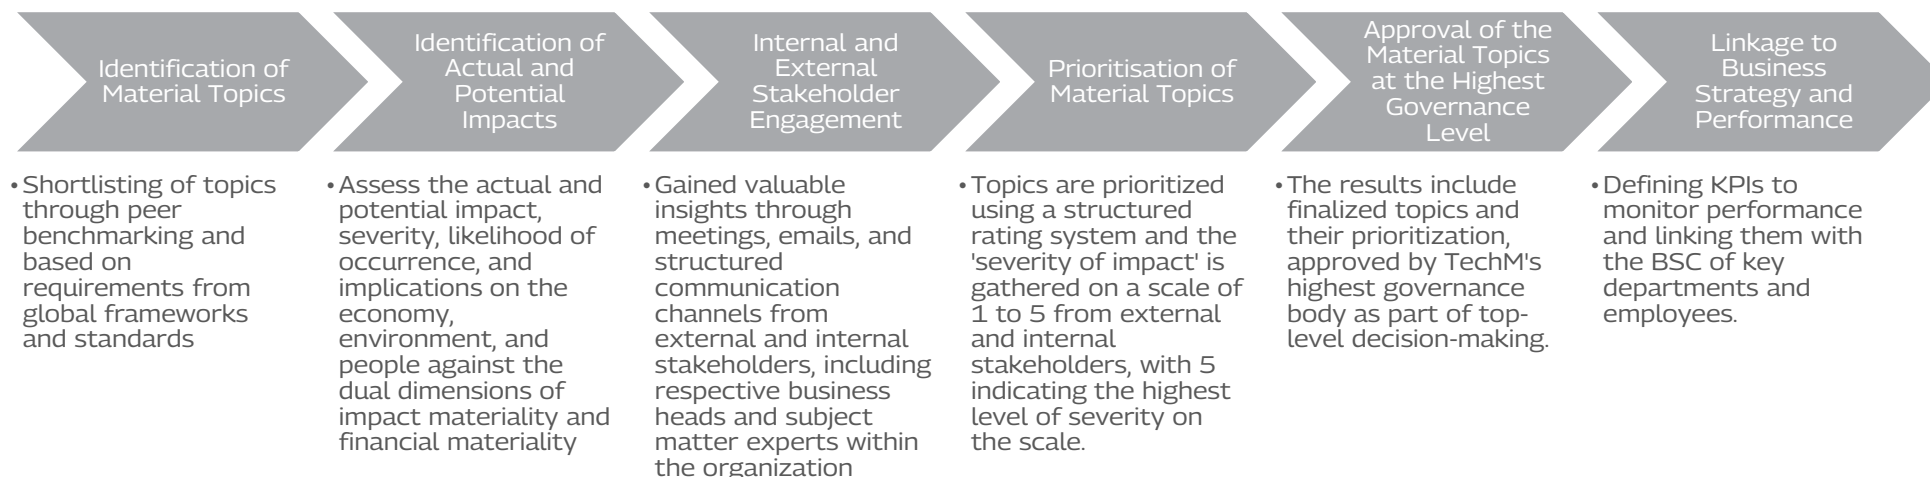 Identification of
Material Topics
Identification of
Actual and
Potential
Impacts
Internal and
External
Stakeholder
Engagement
Prioritisation of
Material Topics
Approval of the
Material Topics
at the Highest
Governance
Level
Linkage to
Business
Strategy and
Performance
•Shortlisting of topics
through peer
benchmarking and
based on
requirements from
global frameworks
and standards
•Assess the actual and
potential impact,
severity, likelihood of
occurrence, and
implications on the
economy,
environment, and
people against the
dual dimensions of
impact materiality and
financial materiality
•Gained valuable
insights through
meetings, emails, and
structured
communication
channels from
external and internal
stakeholders, including
respective business
heads and subject
matter experts within
the organization
•Topics are prioritized
using a structured
rating system and the
'severity of impact' is
gathered on a scale of
1 to 5 from external
and internal
stakeholders, with 5
indicating the highest
level of severity on
the scale.
•The results include
finalized topics and
their prioritization,
approved by TechM's
highest governance
body as part of top-
level decision-making.
•Defining KPIs to
monitor performance
and linking them with
the BSC of key
departments and
employees.